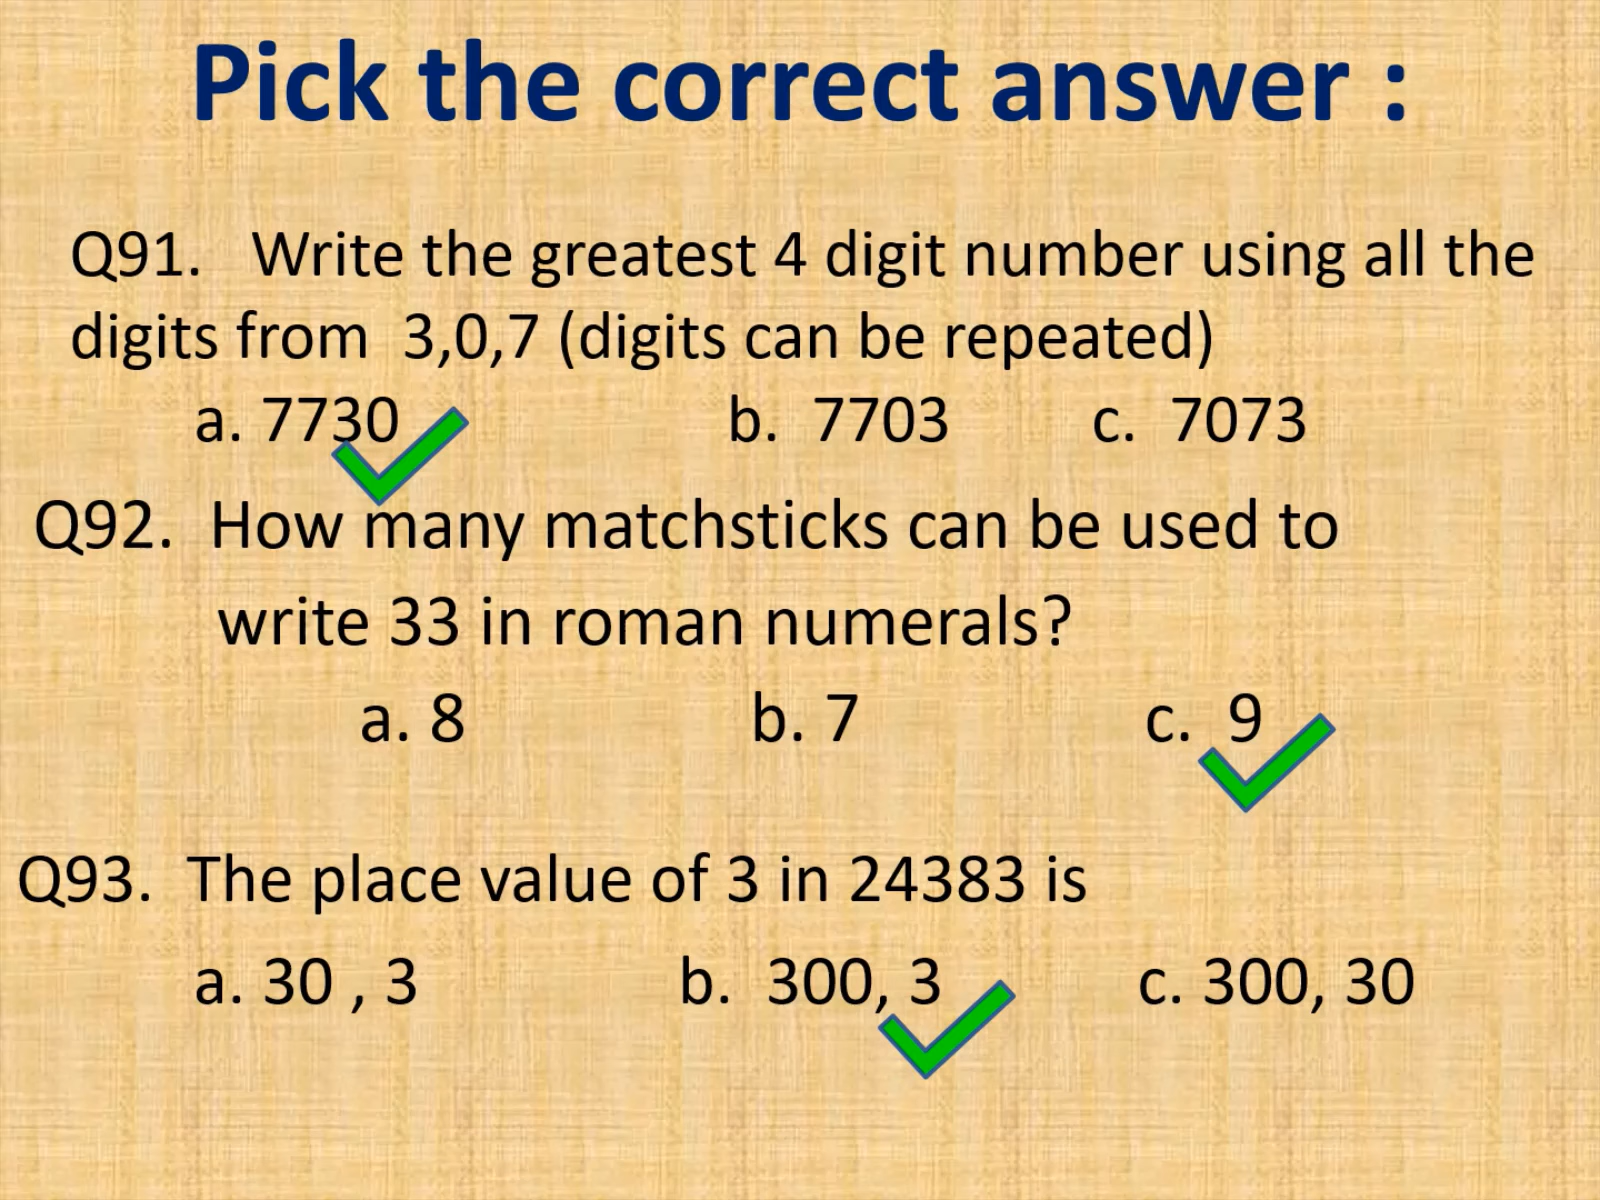 Pick the correct answer :
Q91. Write the greatest 4 digit number using all the
digits from 3,0,7 (digits can be repeated)
a. 7730 b. 7703 c. 7073
Q92. How many matchsticks can be used to
write 33 in roman numerals?
a. 8 b. 7 c. 9
Q93. The place value of 3 in 24383 is
a. 30 , 3 b. 300, 3 c. 300, 30